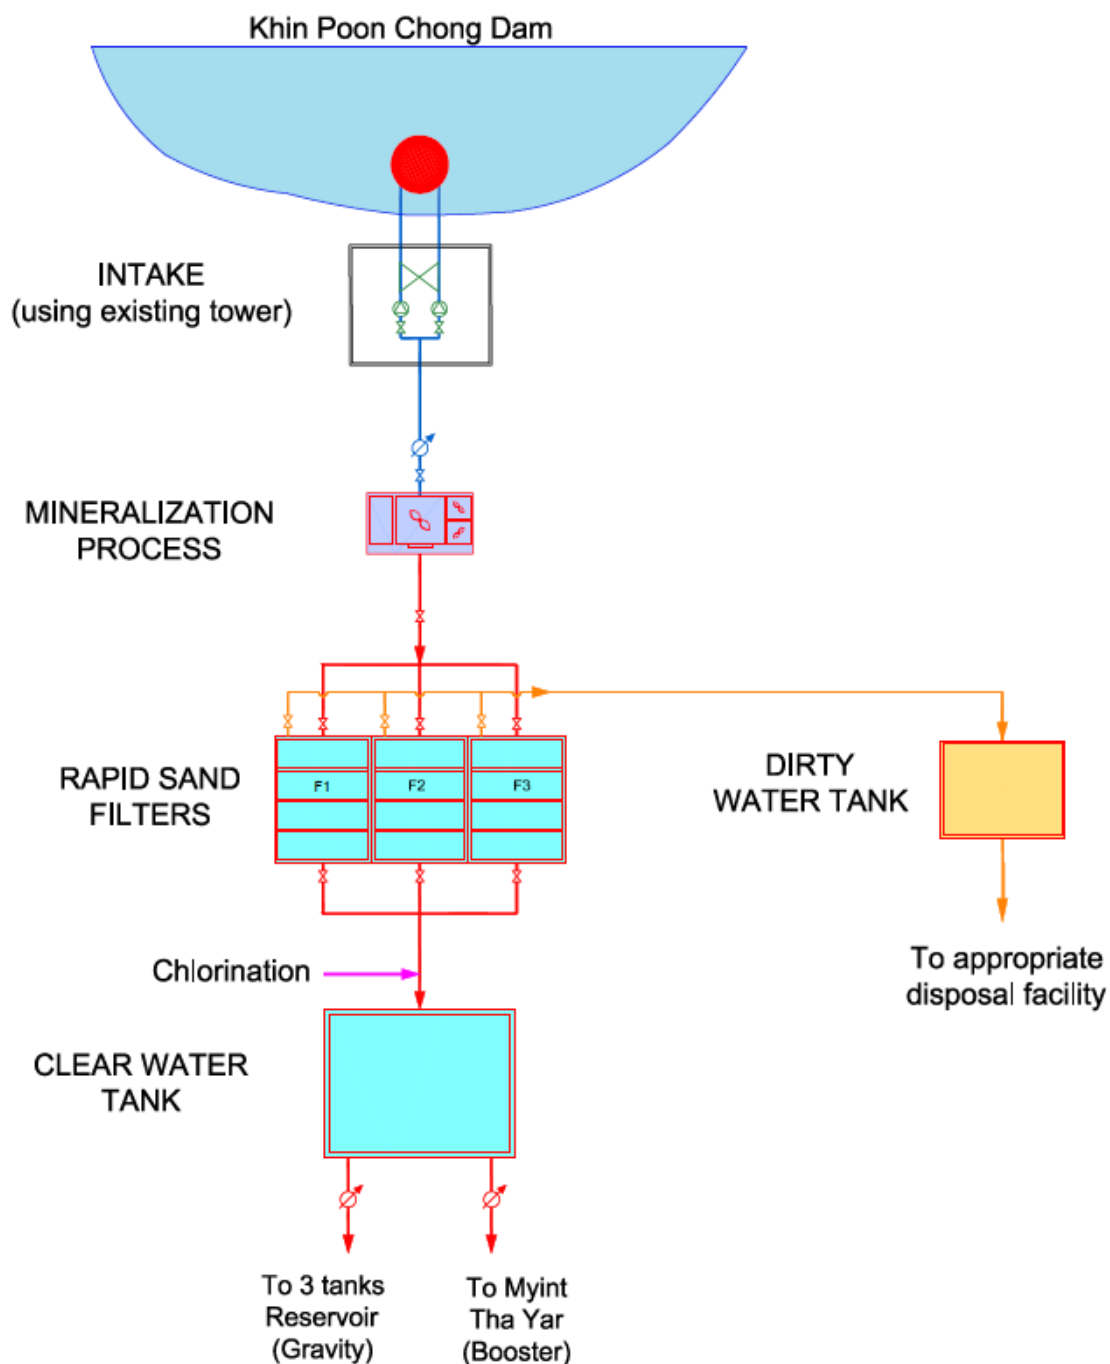 Khin Poon Chong Dam
INTAKE
(using existing tower)
MINERALIZATION
PROCESS
RAPID SAND
FILTERS
F1
F2
F3
DIRTY
WATER TANK
To appropriate
disposal facility
Chlorination
CLEAR WATER
TANK
To 3 tanks
Reservoir
(Gravity)
To Myint
Tha Yar
(Booster)